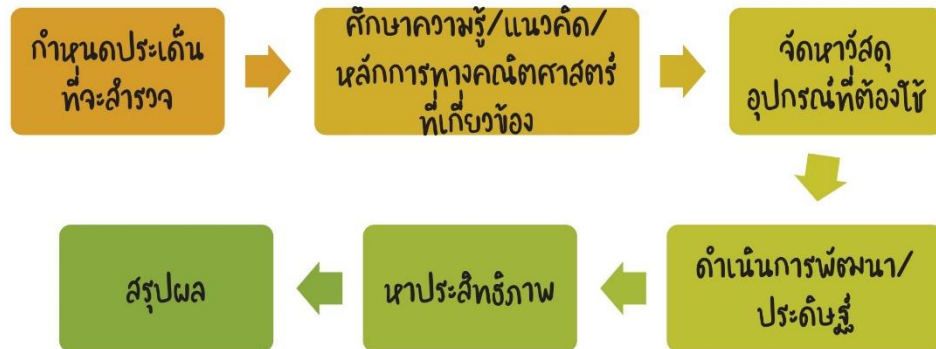 กำหนดประเด็น
ที่จะสำรวจ
ศึกษาความรู้/แนวคิด/
หลักการทางคณิตศาสตร์
ที่เกี่ยวข้อง
จัดหาวัสดุ
อุปกรณ์ที่ต้องใช้
ดำเนินการพัฒนา/
ประดิษฐ์
หาประสิทธิภาพ
สรุปผล